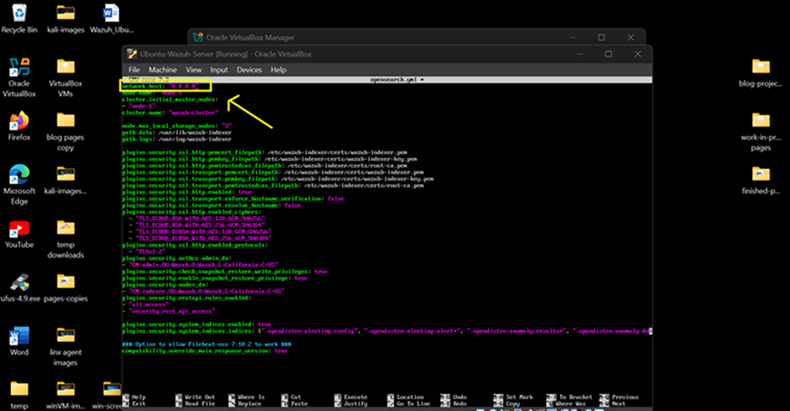 Recycle Bin
kali-images
Wazuh_Ubu...
Oracle VirtualBox Manager
Ubuntu-Wazuh-Server [Running] - Oracle VirtualBox
File Machine View Input Devices Help
opensearch.yml *
network.host: "0.0.0.0"
node.name: "node-1"
cluster.initial_master_nodes:
- "node-1"
cluster.name: "wazuh-cluster"
node.max_local_storage_nodes: "3"
path.data: /var/lib/wazuh-indexer
path.logs: /var/log/wazuh-indexer
plugins.security.ssl.http.pemcert_filepath: /etc/wazuh-indexer/certs/wazuh-indexer.pem
plugins.security.ssl.http.pemkey_filepath: /etc/wazuh-indexer/certs/wazuh-indexer-key.pem
plugins.security.ssl.http.pemtrustedcas_filepath: /etc/wazuh-indexer/certs/root-ca.pem
plugins.security.ssl.transport.pemcert_filepath: /etc/wazuh-indexer/certs/wazuh-indexer.pem
plugins.security.ssl.transport.pemkey_filepath: /etc/wazuh-indexer/certs/wazuh-indexer-key.pem
plugins.security.ssl.transport.pemtrustedcas_filepath: /etc/wazuh-indexer/certs/root-ca.pem
plugins.security.ssl.http.enabled: true
plugins.security.ssl.transport.enforce_hostname_verification: false
plugins.security.ssl.transport.resolve_hostname: false
plugins.security.ssl.http.enabled_ciphers:
- "TLS_ECDHE_RSA_WITH_AES_128_GCM_SHA256"
- "TLS_ECDHE_RSA_WITH_AES_256_GCM_SHA384"
- "TLS_ECDHE_ECDSA_WITH_AES_128_GCM_SHA256"
- "TLS_ECDHE_ECDSA_WITH_AES_256_GCM_SHA384"
plugins.security.ssl.http.enabled_protocols:
- "TLSv1.2"
plugins.security.authcz.admin_dn:
- "CN=admin,OU=Wazuh,O=Wazuh,L=California,C=US"
plugins.security.check_snapshot_restore_write_privileges: true
plugins.security.enable_snapshot_restore_privilege: true
plugins.security.nodes_dn:
- "CN=indexer,OU=Wazuh,O=Wazuh,L=California,C=US"
plugins.security.restapi.roles_enabled:
- "all_access"
- "security_rest_api_access"
plugins.security.system_indices.enabled: true
plugins.security.system_indices.indices: [".opendistro-alerting-config", ".opendistro-alerting-alert*", ".opendistro-anomaly-results*", ".opendistro-anomaly-de>
### Option to allow Filebeat-oss 7.10.2 to work ###
compatibility.override_main_response_version: true
^G Help ^O Write Out ^W Where Is ^K Cut ^T Execute ^C Location M-U Undo M-A Set Mark M-] To Bracket M-Q Previous
^X Exit ^R Read File ^\ Replace ^U Paste ^J Justify ^/ Go To Line M-E Redo M-6 Copy ^Q Where Was M-W Next
Oracle
VirtualBox
VirtualBox
VMs
Firefox
blog pages
copy
Microsoft
Edge
kali-images...
YouTube
temp
downloads
rufus-4.9.exe
pages-copies
Word
linx agent
images
temp
winVM-im...
win-screen...
blog-projec...
work-in-pr...
pages
finished-p...